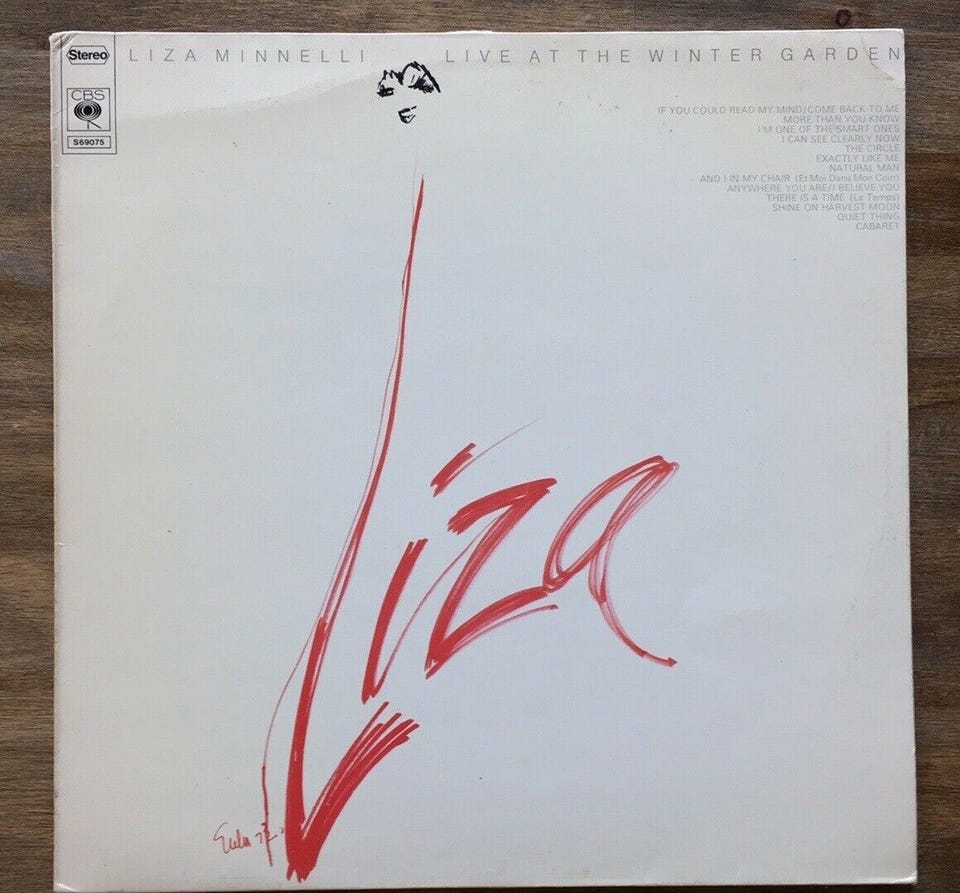 Stereo
LIZA MINNELLI LIVE AT THE WINTER GARDEN
CBS
S69075
IF YOU COULD READ MY MIND/COME BACK TO ME
MORE THAN YOU KNOW
I'M ONE OF THE SMART ONES
I CAN SEE CLEARLY NOW
THE CIRCLE
EXACTLY LIKE ME
NATURAL MAN
AND I IN MY CHAIR (Et Moi Dans Mon Coin)
ANYWHERE YOU ARE/I BELIEVE YOU
THERE IS A TIME (Le Temps)
SHINE ON HARVEST MOON
QUIET THING
CABARET
Liza